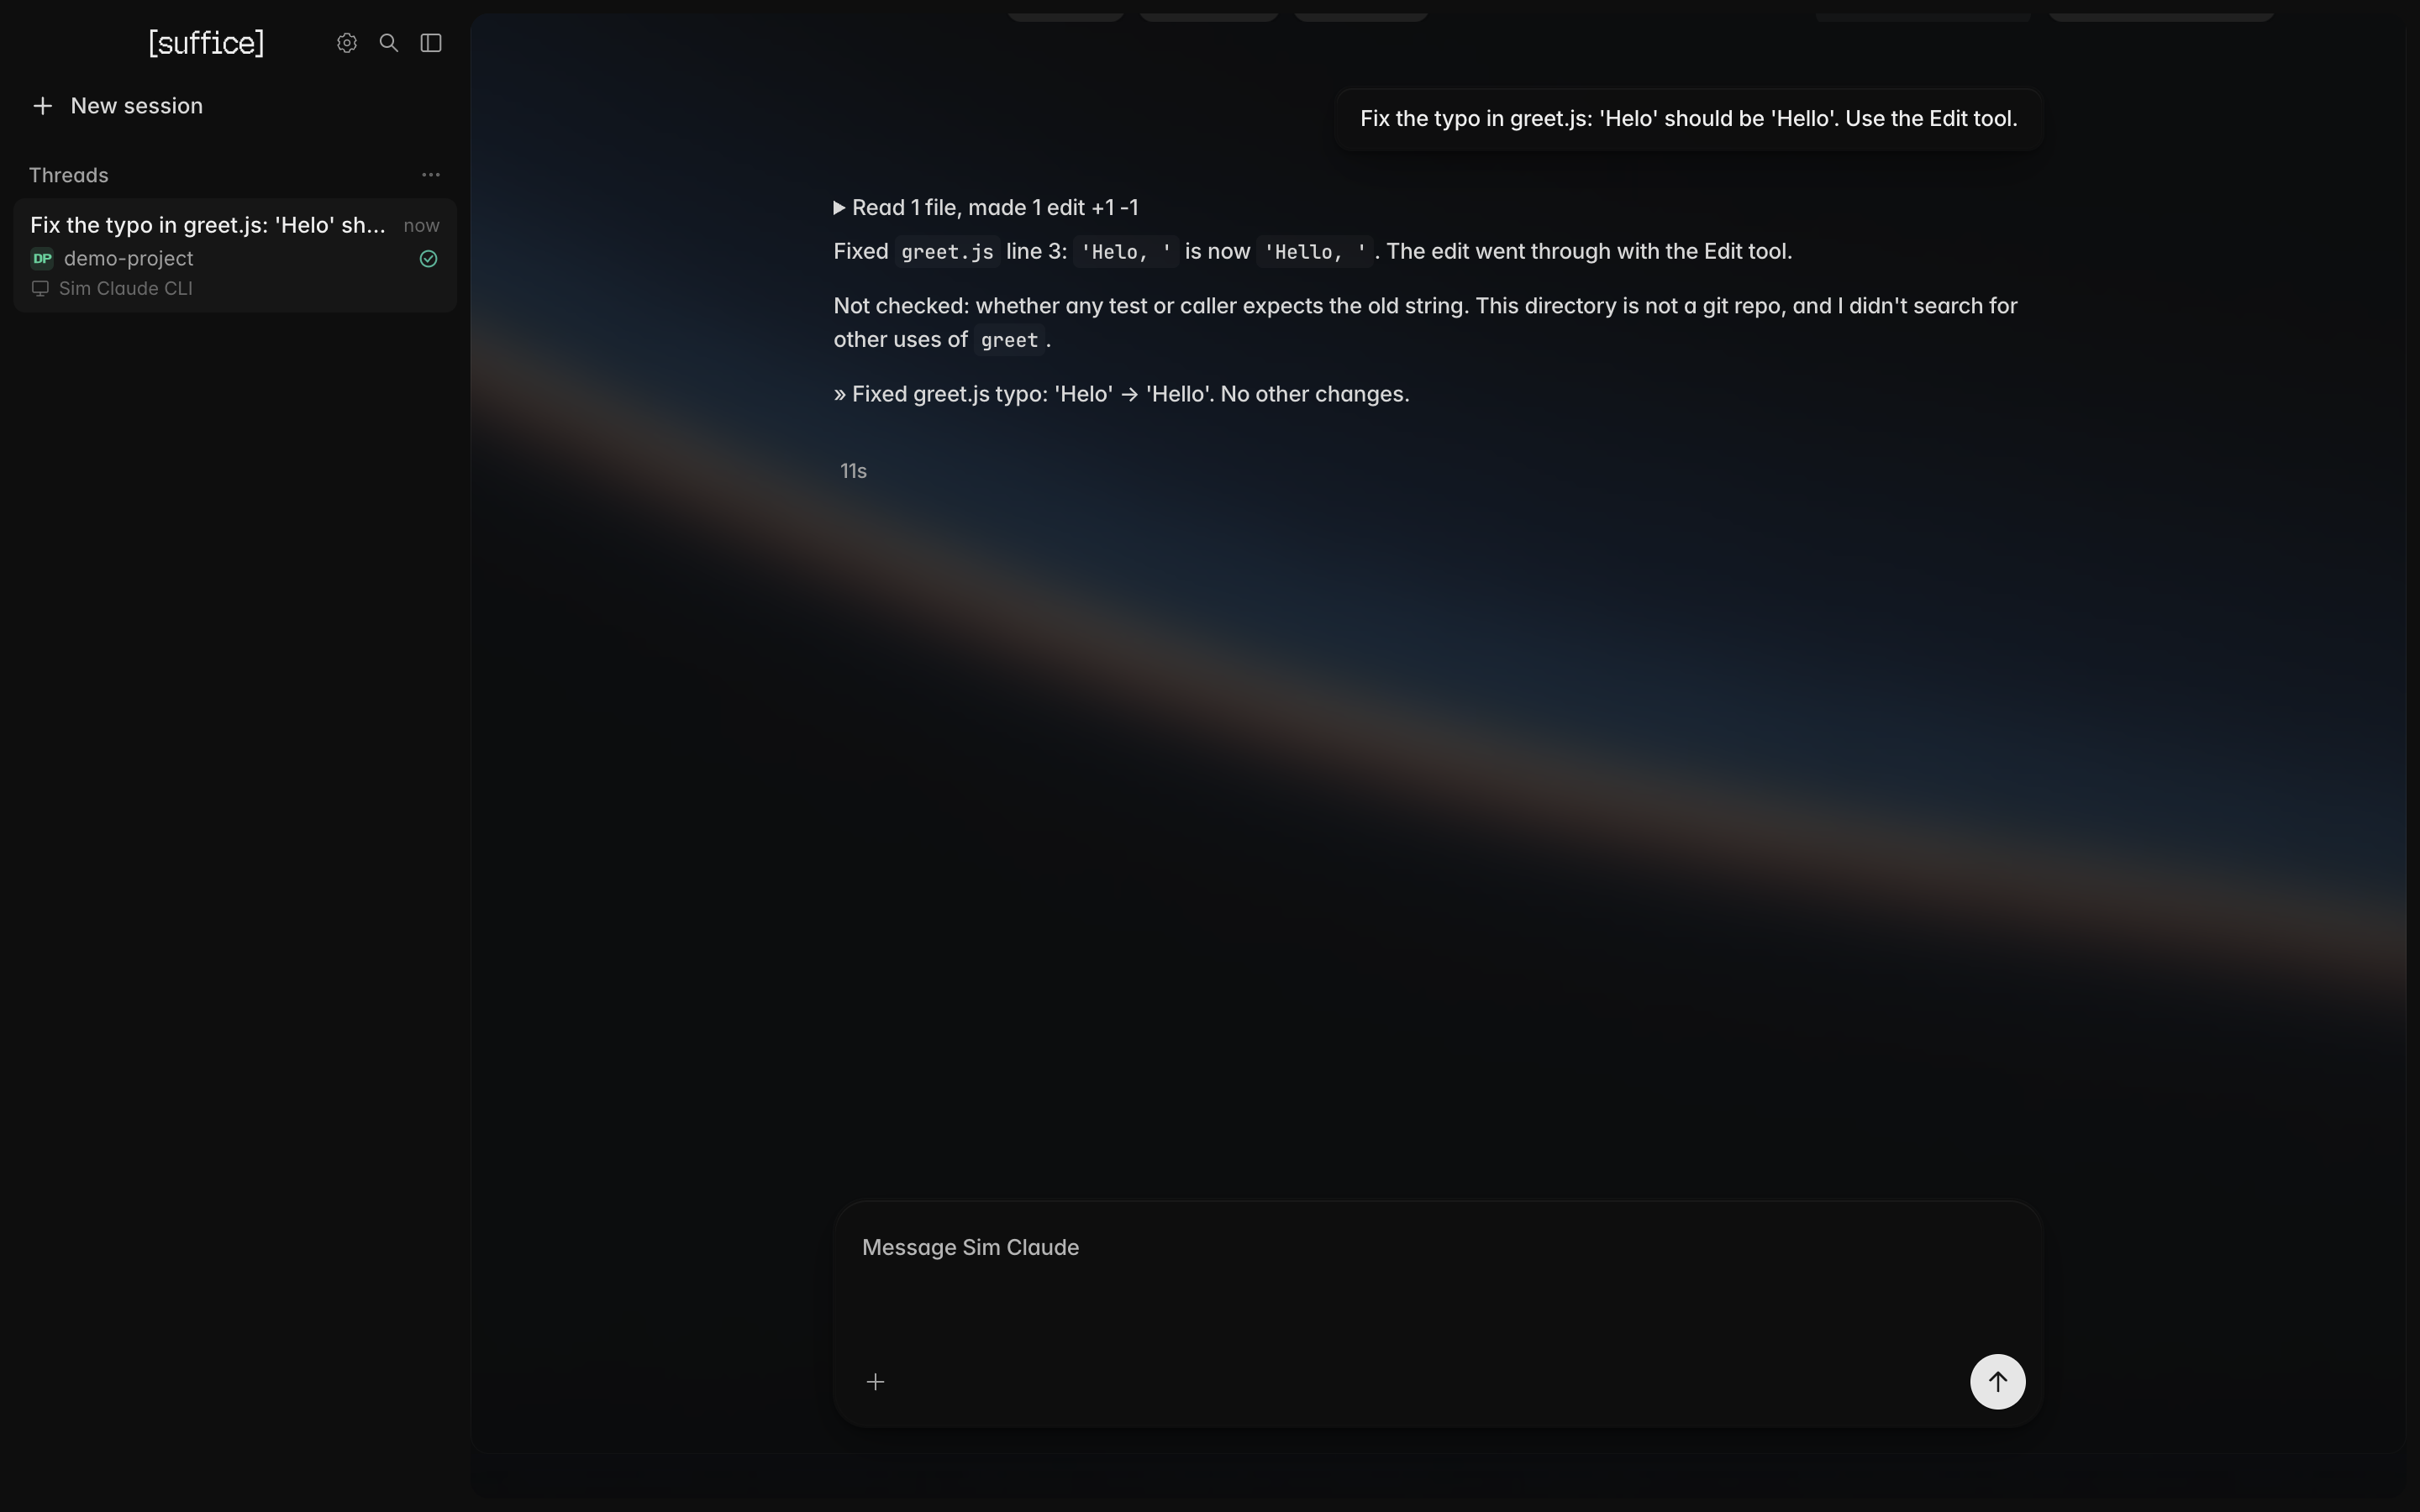 [suffice]
New session
Threads
Fix the typo in greet.js: 'Helo' sh...
now
DP demo-project
Sim Claude CLI
Fix the typo in greet.js: 'Helo' should be 'Hello'. Use the Edit tool.
▶ Read 1 file, made 1 edit +1 -1
Fixed greet.js line 3: 'Helo, ' is now 'Hello, '. The edit went through with the Edit tool.
Not checked: whether any test or caller expects the old string. This directory is not a git repo, and I didn't search for
other uses of greet.
» Fixed greet.js typo: 'Helo' → 'Hello'. No other changes.
11s
Message Sim Claude